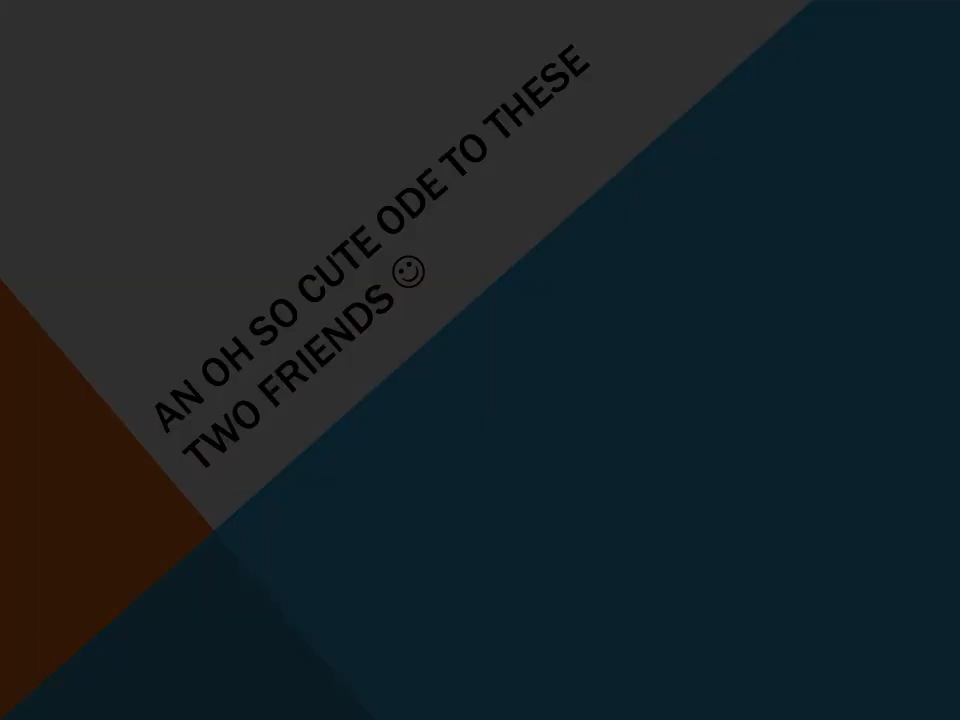 AN OH SO CUTE ODE TO THESE
TWO FRIENDS ☺